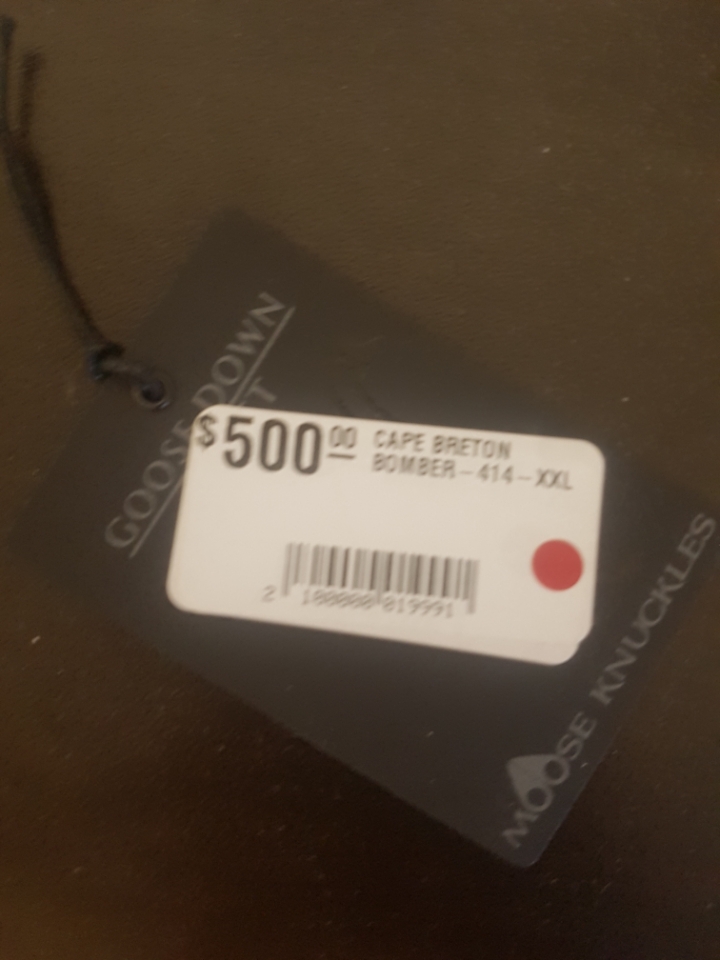 GOOSE DOWN
$500.00 CAPE BRETON
BOMBER-414-XXL
2 100000 019991
MOOSE KNUCKLES